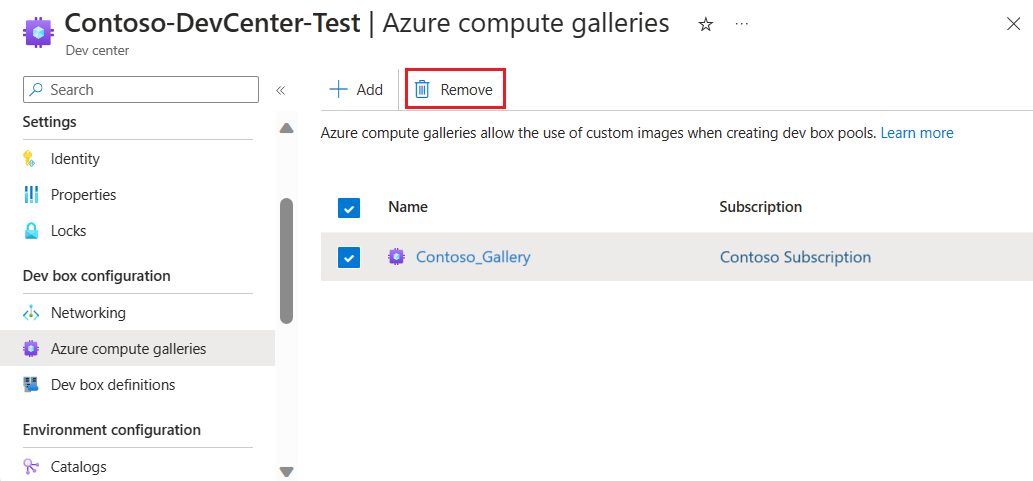 Contoso-DevCenter-Test | Azure compute galleries
Dev center
Search
Settings
Identity
Properties
Locks
Dev box configuration
Networking
Azure compute galleries
Dev box definitions
Environment configuration
Catalogs
Add
Remove
Azure compute galleries allow the use of custom images when creating dev box pools. Learn more
Name Subscription
Contoso_Gallery Contoso Subscription